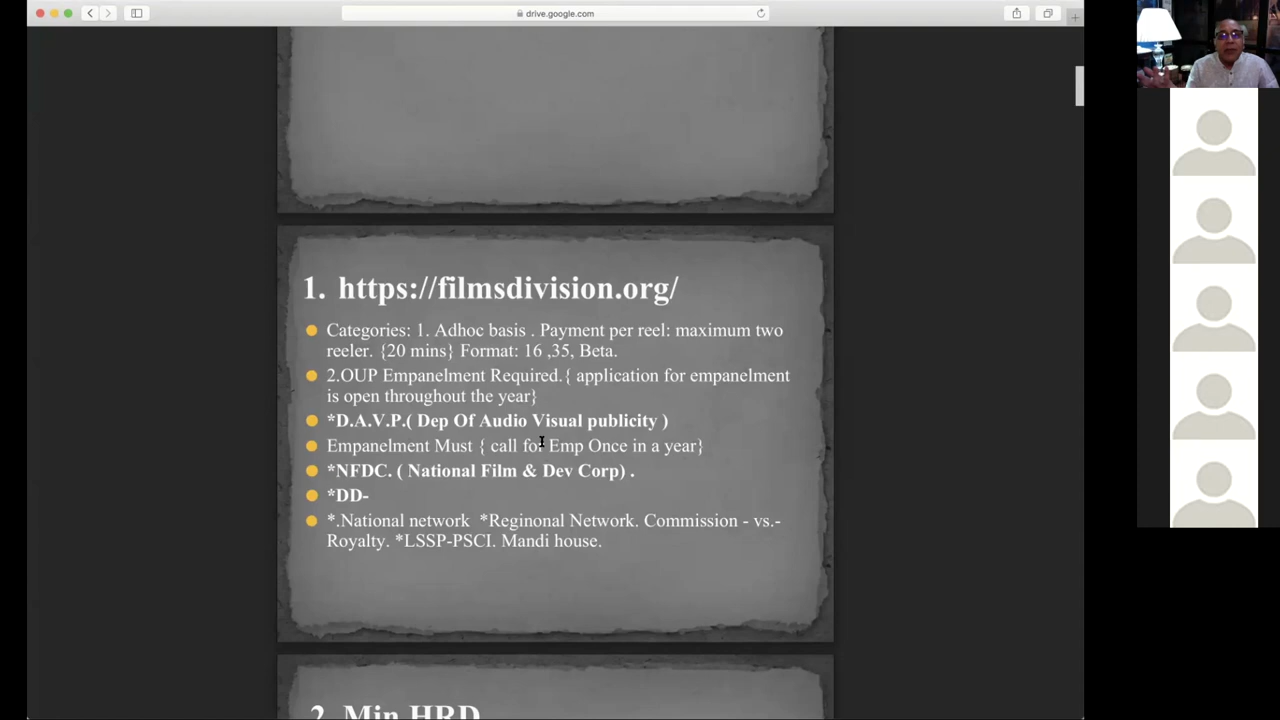 drive.google.com
1. https://filmsdivision.org/
Categories: 1. Adhoc basis . Payment per reel: maximum two
reeler. {20 mins} Format: 16 ,35, Beta.
2.OUP Empanelment Required.{ application for empanelment
is open throughout the year}
*D.A.V.P.( Dep Of Audio Visual publicity )
Empanelment Must { call for Emp Once in a year}
*NFDC. ( National Film & Dev Corp) .
*DD-
*.National network *Reginonal Network. Commission - vs.-
Royalty. *LSSP-PSCI. Mandi house.
2. Min HRD